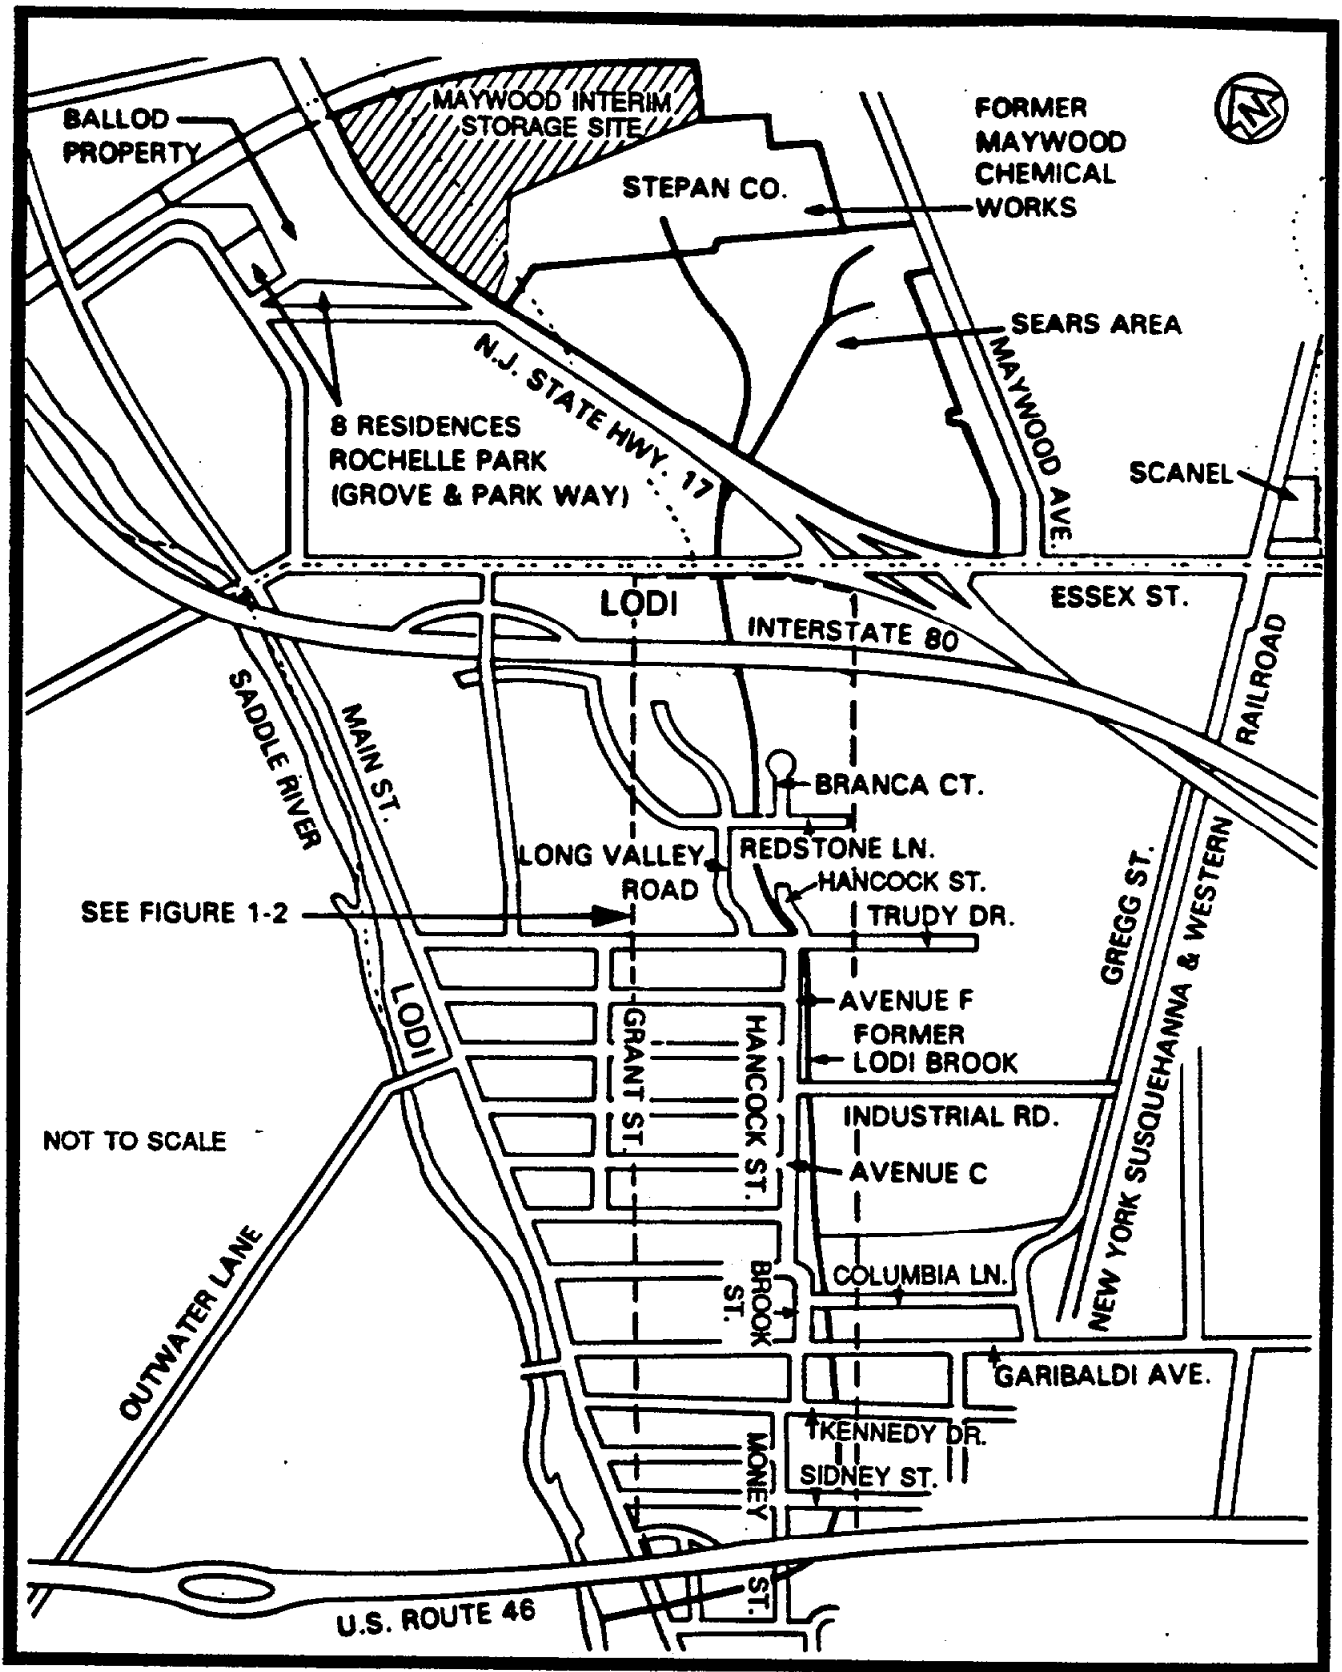 MAYWOOD INTERIM
STORAGE SITE
BALLOD
PROPERTY
FORMER
MAYWOOD
CHEMICAL
WORKS
N
STEPAN CO.
SEARS AREA
N.J. STATE HWY. 17
MAYWOOD AVE.
8 RESIDENCES
ROCHELLE PARK
(GROVE & PARK WAY)
SCANEL
LODI
ESSEX ST.
INTERSTATE 80
SADDLE RIVER
MAIN ST.
RAILROAD
BRANCA CT.
LONG VALLEY
ROAD
REDSTONE LN.
HANCOCK ST.
TRUDY DR.
SEE FIGURE 1-2
GREGG ST.
NEW YORK SUSQUEHANNA & WESTERN
LODI
GRANT ST.
HANCOCK ST.
AVENUE F
FORMER
LODI BROOK
INDUSTRIAL RD.
NOT TO SCALE
AVENUE C
OUTWATER LANE
BROOK
ST.
COLUMBIA LN.
GARIBALDI AVE.
KENNEDY DR.
MONEY ST.
SIDNEY ST.
U.S. ROUTE 46